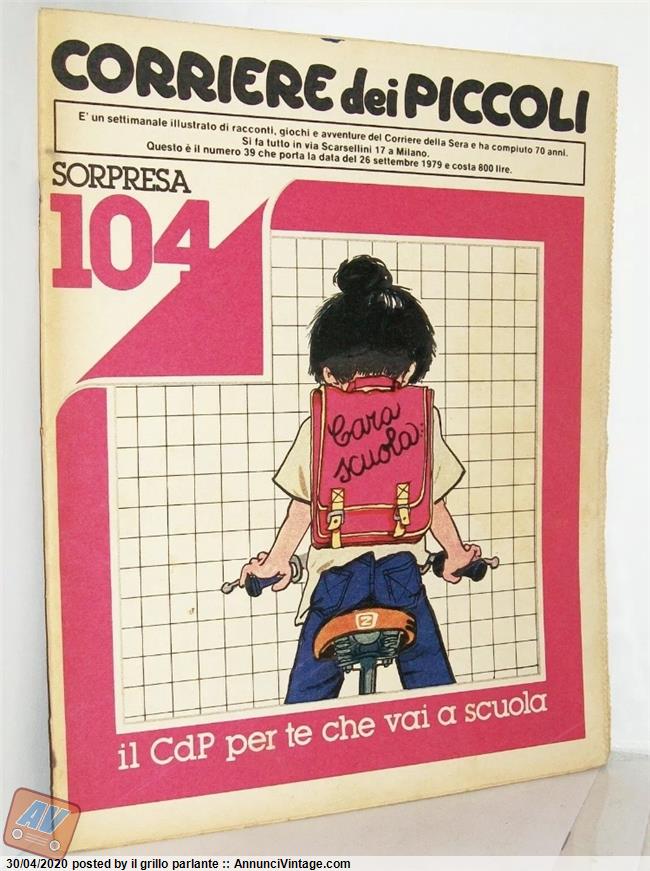 CORRIERE dei PICCOLI
E' un settimanale illustrato di racconti, giochi e avventure del Corriere della Sera e ha compiuto 70 anni.
Si fa tutto in via Scarsellini 17 a Milano.
Questo è il numero 39 che porta la data del 26 settembre 1979 e costa 800 lire.
SORPRESA
104
Cara
scuola:
2
il CdP per te che vai a scuola
AV
30/04/2020 posted by il grillo parlante :: AnnunciVintage.com